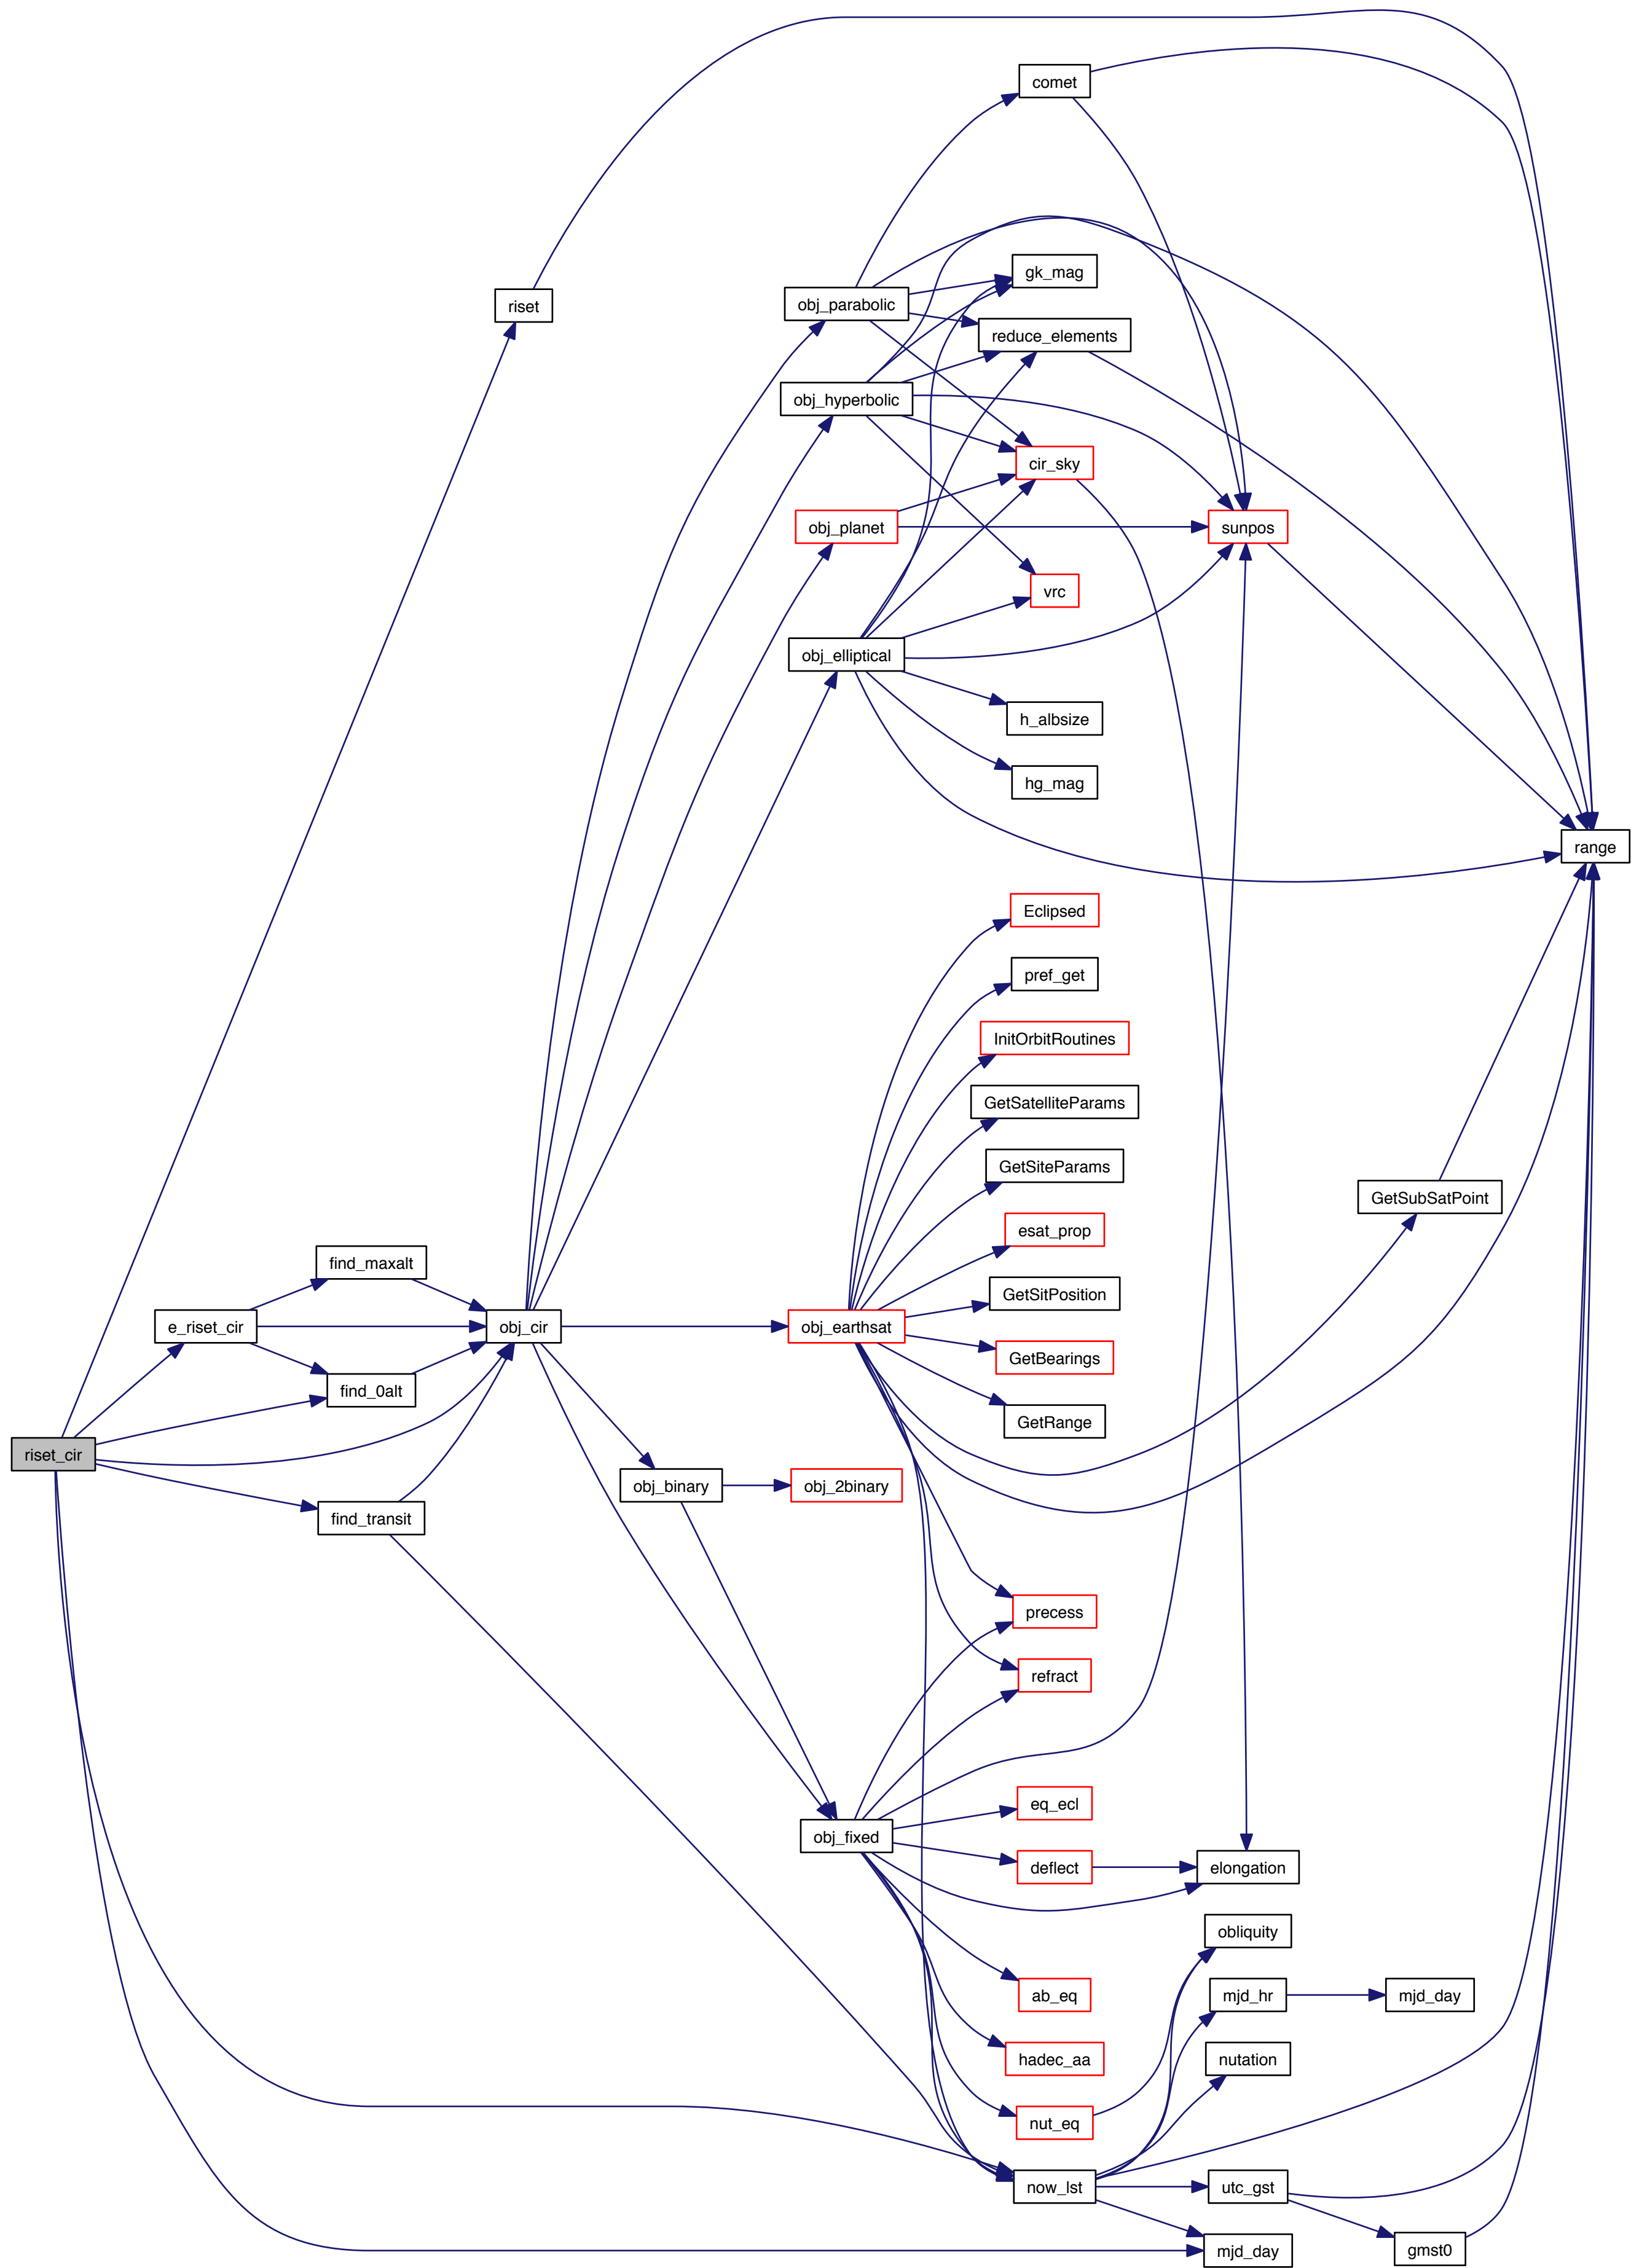 comet
gk_mag
riset
obj_parabolic
reduce_elements
obj_hyperbolic
cir_sky
obj_planet
sunpos
vrc
obj_elliptical
h_albsize
hg_mag
range
Eclipsed
pref_get
InitOrbitRoutines
GetSatelliteParams
GetSiteParams
GetSubSatPoint
esat_prop
find_maxalt
GetSitPosition
e_riset_cir
obj_cir
obj_earthsat
GetBearings
find_0alt
GetRange
riset_cir
obj_binary
obj_2binary
find_transit
precess
refract
eq_ecl
obj_fixed
deflect
elongation
obliquity
ab_eq
mjd_hr
mjd_day
hadec_aa
nutation
nut_eq
now_lst
utc_gst
gmst0
mjd_day